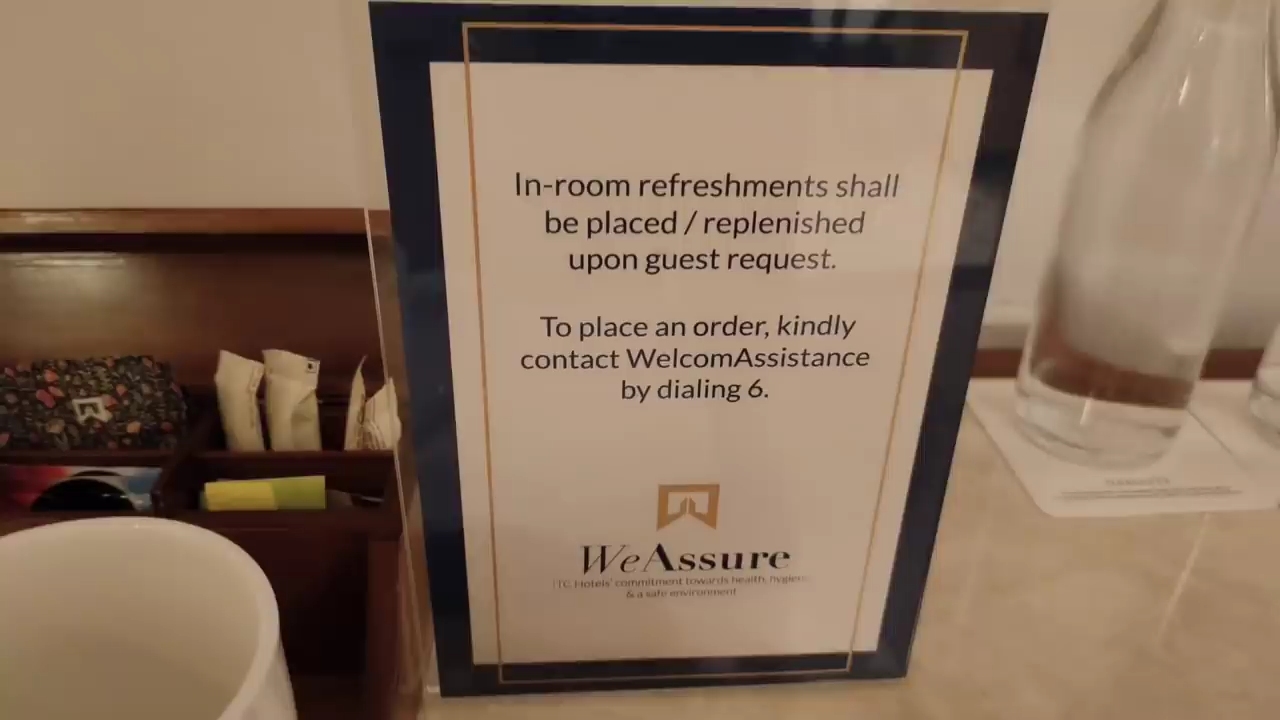 In-room refreshments shall
be placed / replenished
upon guest request.
To place an order, kindly
contact WelcomAssistance
by dialing 6.
WeAssure
ITC Hotels' commitment towards health, hygiene
& a safe environment